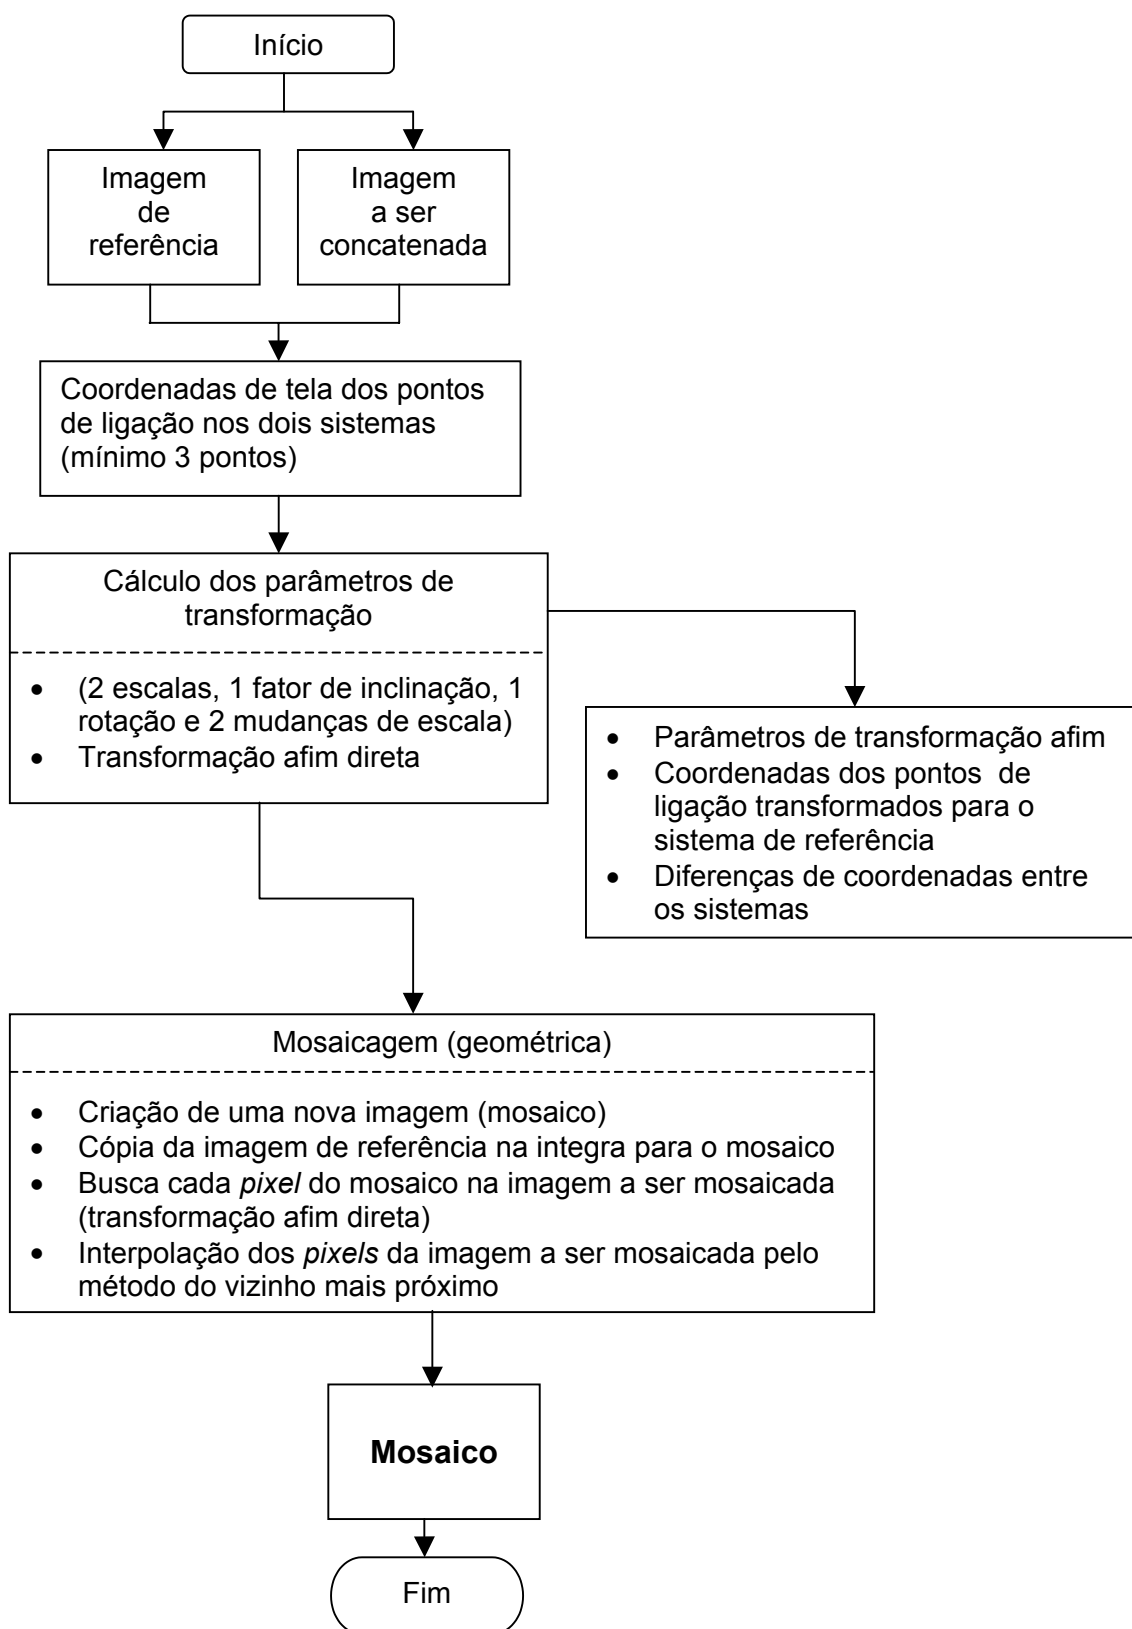 Início
Imagem
de
referência
Imagem
a ser
concatenada
Coordenadas de tela dos pontos
de ligação nos dois sistemas
(mínimo 3 pontos)
Cálculo dos parâmetros de
transformação
• (2 escalas, 1 fator de inclinação, 1
rotação e 2 mudanças de escala)
• Transformação afim direta
• Parâmetros de transformação afim
• Coordenadas dos pontos de
ligação transformados para o
sistema de referência
• Diferenças de coordenadas entre
os sistemas
Mosaicagem (geométrica)
• Criação de uma nova imagem (mosaico)
• Cópia da imagem de referência na integra para o mosaico
• Busca cada pixel do mosaico na imagem a ser mosaicada
(transformação afim direta)
• Interpolação dos pixels da imagem a ser mosaicada pelo
método do vizinho mais próximo
Mosaico
Fim